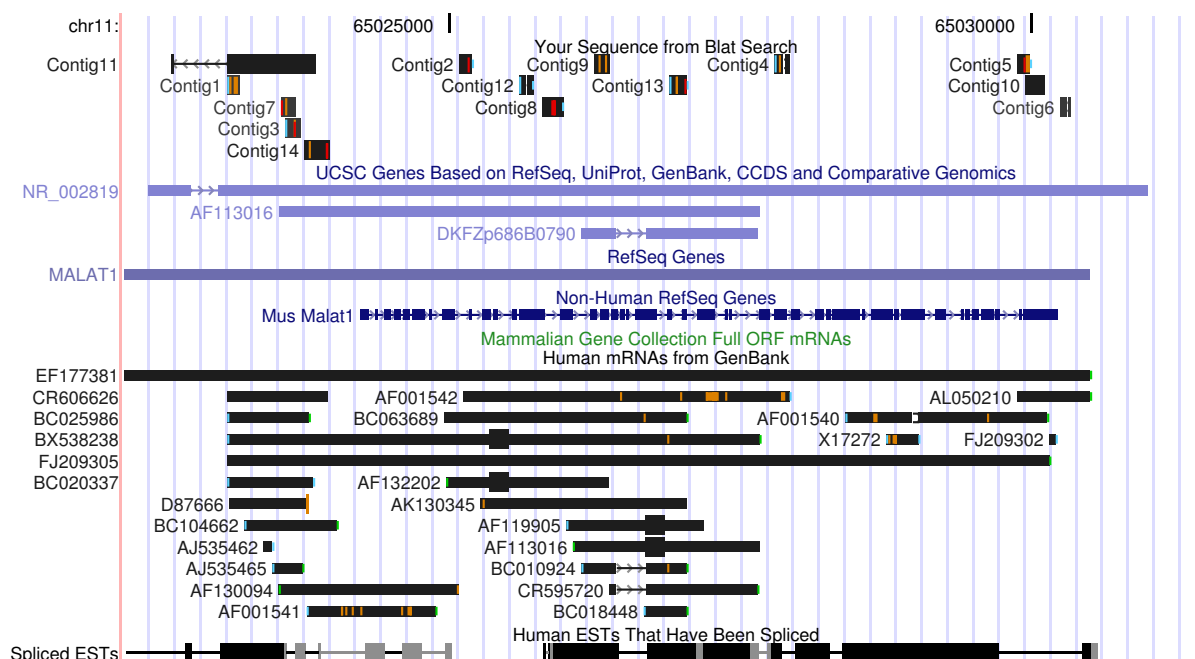 chr11: 65025000 65030000
Your Sequence from Blat Search
Contig11 Contig2 Contig9 Contig4 Contig5
Contig1 Contig12 Contig13 Contig10
Contig7 Contig8 Contig6
Contig3
Contig14
UCSC Genes Based on RefSeq, UniProt, GenBank, CCDS and Comparative Genomics
NR_002819
AF113016
DKFZp686B0790
RefSeq Genes
MALAT1
Non-Human RefSeq Genes
Mus Malat1
Mammalian Gene Collection Full ORF mRNAs
Human mRNAs from GenBank
EF177381
CR606626 AF001542 AL050210
BC025986 BC063689 AF001540
BX538238 X17272 FJ209302
FJ209305
BC020337 AF132202
D87666 AK130345
BC104662 AF119905
AJ535462 AF113016
AJ535465 BC010924
AF130094 CR595720
AF001541 BC018448
Human ESTs That Have Been Spliced
Spliced ESTs